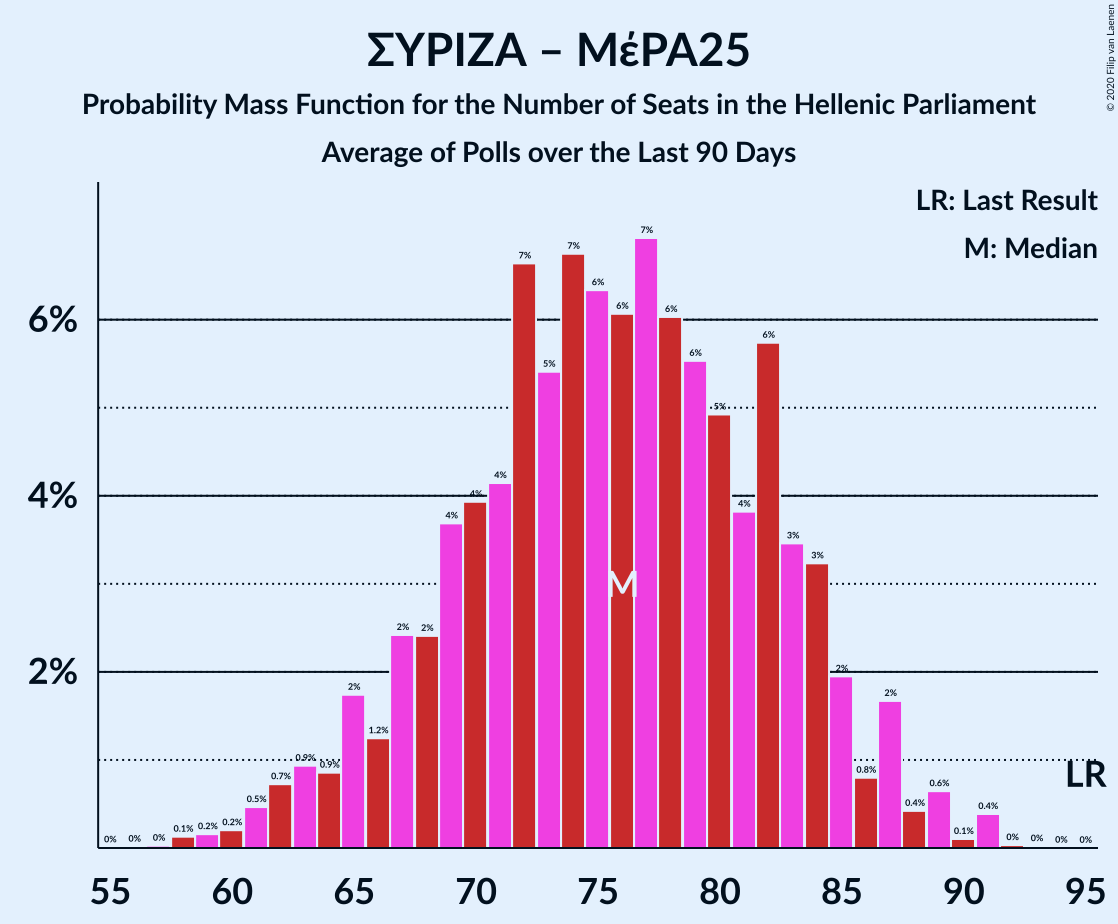 ΣΥΡΙΖΑ – ΜέΡΑ25
Probability Mass Function for the Number of Seats in the Hellenic Parliament
Average of Polls over the Last 90 Days
© 2020 Filip van Laenen
LR: Last Result
M: Median
6%
4%
2%
0% 0% 0% 0.1% 0.2% 0.2% 0.5% 0.7% 0.9% 0.9% 2% 1.2% 2% 2% 4% 4% 4% 7% 5% 7% 6% 6% 7% 6% 6% 5% 4% 6% 3% 3% 2% 0.8% 2% 0.4% 0.6% 0.1% 0.4% 0% 0% 0% 0%
M
LR
55 60 65 70 75 80 85 90 95